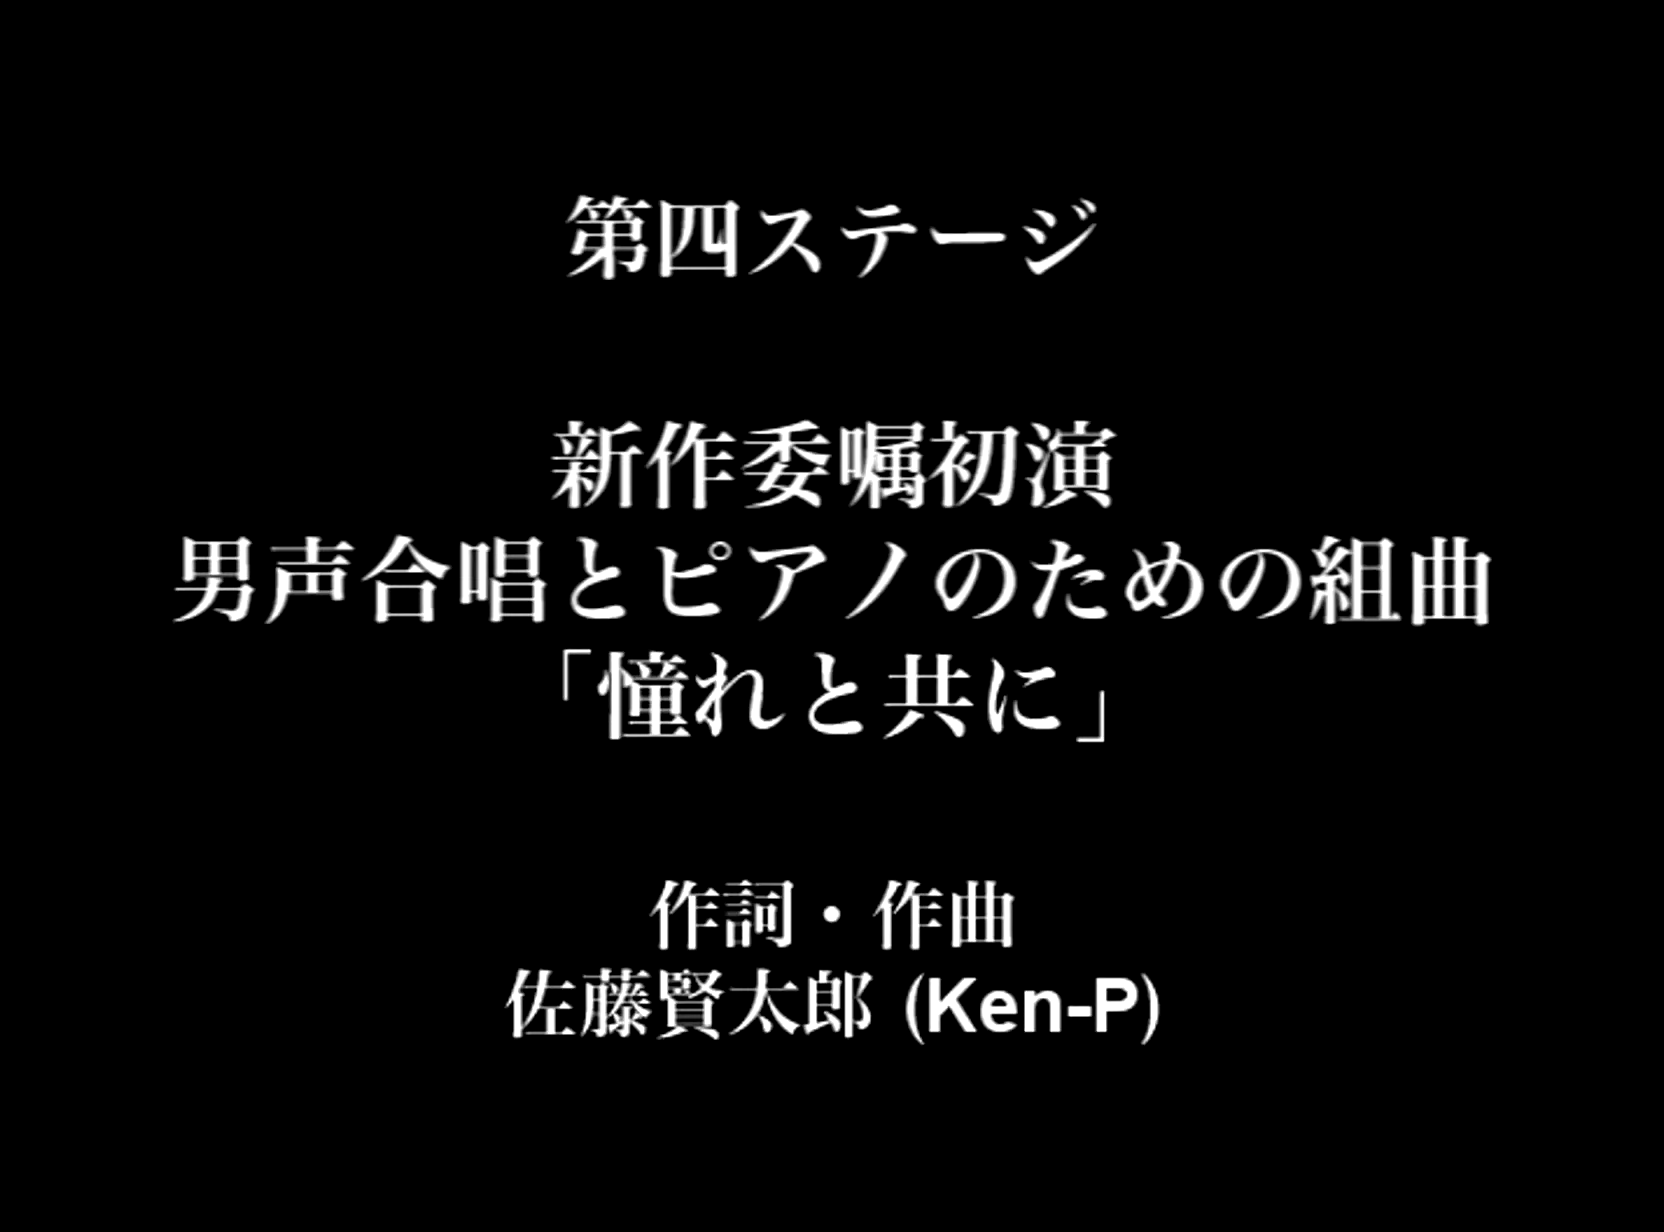 第四ステージ
新作委嘱初演
男声合唱とピアノのための組曲
「憧れと共に」
作詞・作曲
佐藤賢太郎 (Ken-P)